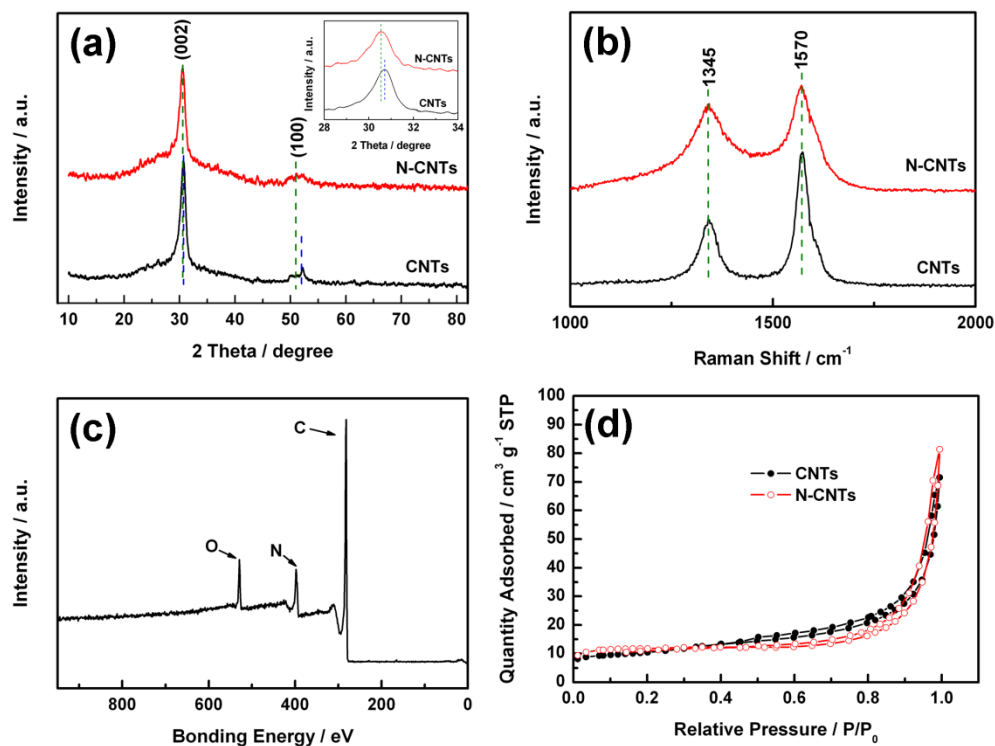 (a)
(002)
(100)
N-CNTs
CNTs
Intensity / a.u.
10 20 30 40 50 60 70 80
2 Theta / degree
Intensity / a.u.
N-CNTs
CNTs
28 30 32 34
2 Theta / degree
(b)
1345
1570
N-CNTs
CNTs
Intensity / a.u.
1000 1500 2000
Raman Shift / cm⁻¹
(c)
C
O
N
Intensity / a.u.
800 600 400 200 0
Bonding Energy / eV
(d)
CNTs
N-CNTs
Quantity Adsorbed / cm³ g⁻¹ STP
100
90
80
70
60
50
40
30
20
10
0
0.0 0.2 0.4 0.6 0.8 1.0
Relative Pressure / P/P₀